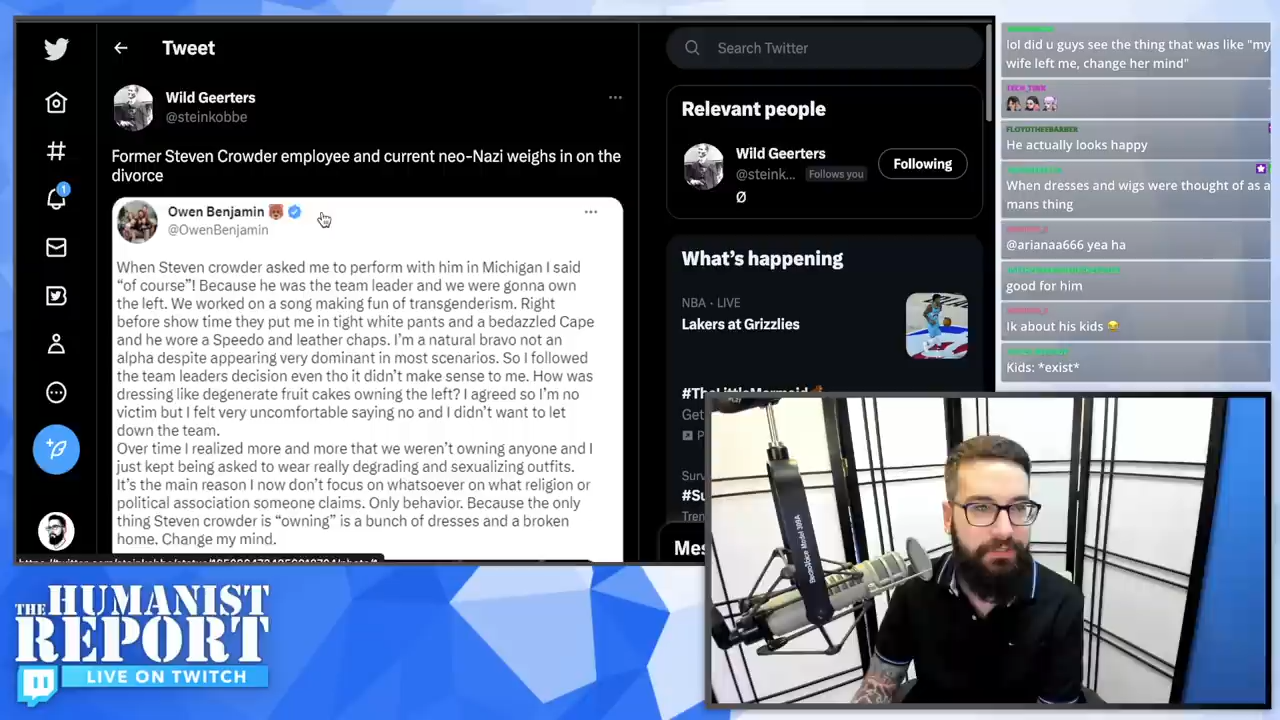 Tweet
Wild Geerters
@steinkobbe
Former Steven Crowder employee and current neo-Nazi weighs in on the
divorce
Owen Benjamin
@OwenBenjamin
When Steven crowder asked me to perform with him in Michigan I said
“of course”! Because he was the team leader and we were gonna own
the left. We worked on a song making fun of transgenderism. Right
before show time they put me in tight white pants and a bedazzled Cape
and he wore a Speedo and leather chaps. I’m a natural bravo not an
alpha despite appering very dominant in most scenarios. So I followed
the team leaders decision even tho it didn’t make sense to me. How was
dressing like degenerate fruit cakes owning the left? I agreed so I’m no
victim but I felt very uncomfortable saying no and I didn’t want to let
down the team.
Over time I realized more and more that we weren’t owning anyone and I
just kept being asked to wear really degrading and sexualizing outfits.
It’s the main reason I now don’t focus on whatsoever on what religion or
political association someone claims. Only behavior. Because the only
thing Steven crowder is “owning” is a bunch of dresses and a broken
home. Change my mind.
1
Search Twitter
Relevant people
Wild Geerters
@steink... Follows you
Following
Ø
What’s happening
NBA · LIVE
Lakers at Grizzlies
#TheLittleMermaid
Get
P
Surv
#Su
Tren
Mes
lol did u guys see the thing that was like "my
wife left me, change her mind"
TECH_TWNK
FLOYDTHEEBARBER
He actually looks happy
When dresses and wigs were thought of as a
mans thing
@arianaa666 yea ha
good for him
Ik about his kids 😂
Kids: *exist*
THE
HUMANIST
REPORT
LIVE ON TWITCH